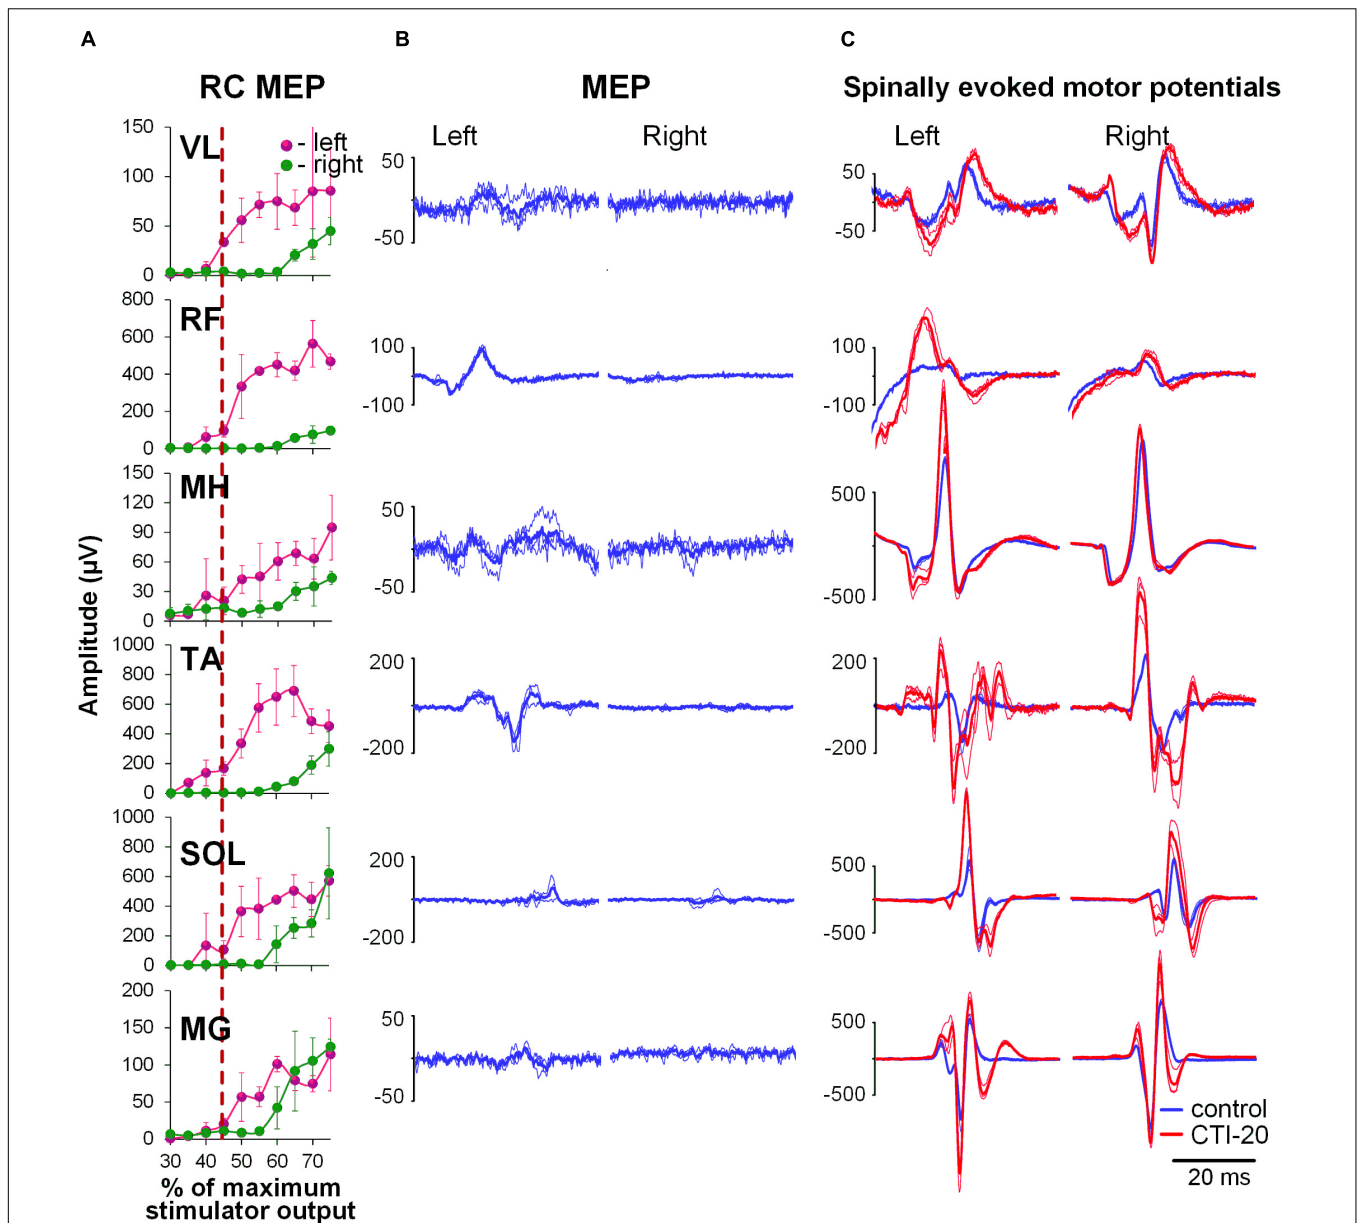 A
B
C
RC MEP
MEP
Spinally evoked motor potentials
Left
Right
Left
Right
Amplitude (µV)
VL
- left
- right
150
100
50
0
50
-50
50
-50
RF
800
600
400
200
0
100
-100
100
-100
MH
150
120
90
60
30
0
50
-50
500
-500
TA
1000
800
600
400
200
0
200
-200
200
-200
SOL
1000
800
600
400
200
0
200
-200
500
-500
MG
200
150
100
50
0
50
-50
500
-500
30 40 50 60 70
% of maximum
stimulator output
control
CTI-20
20 ms